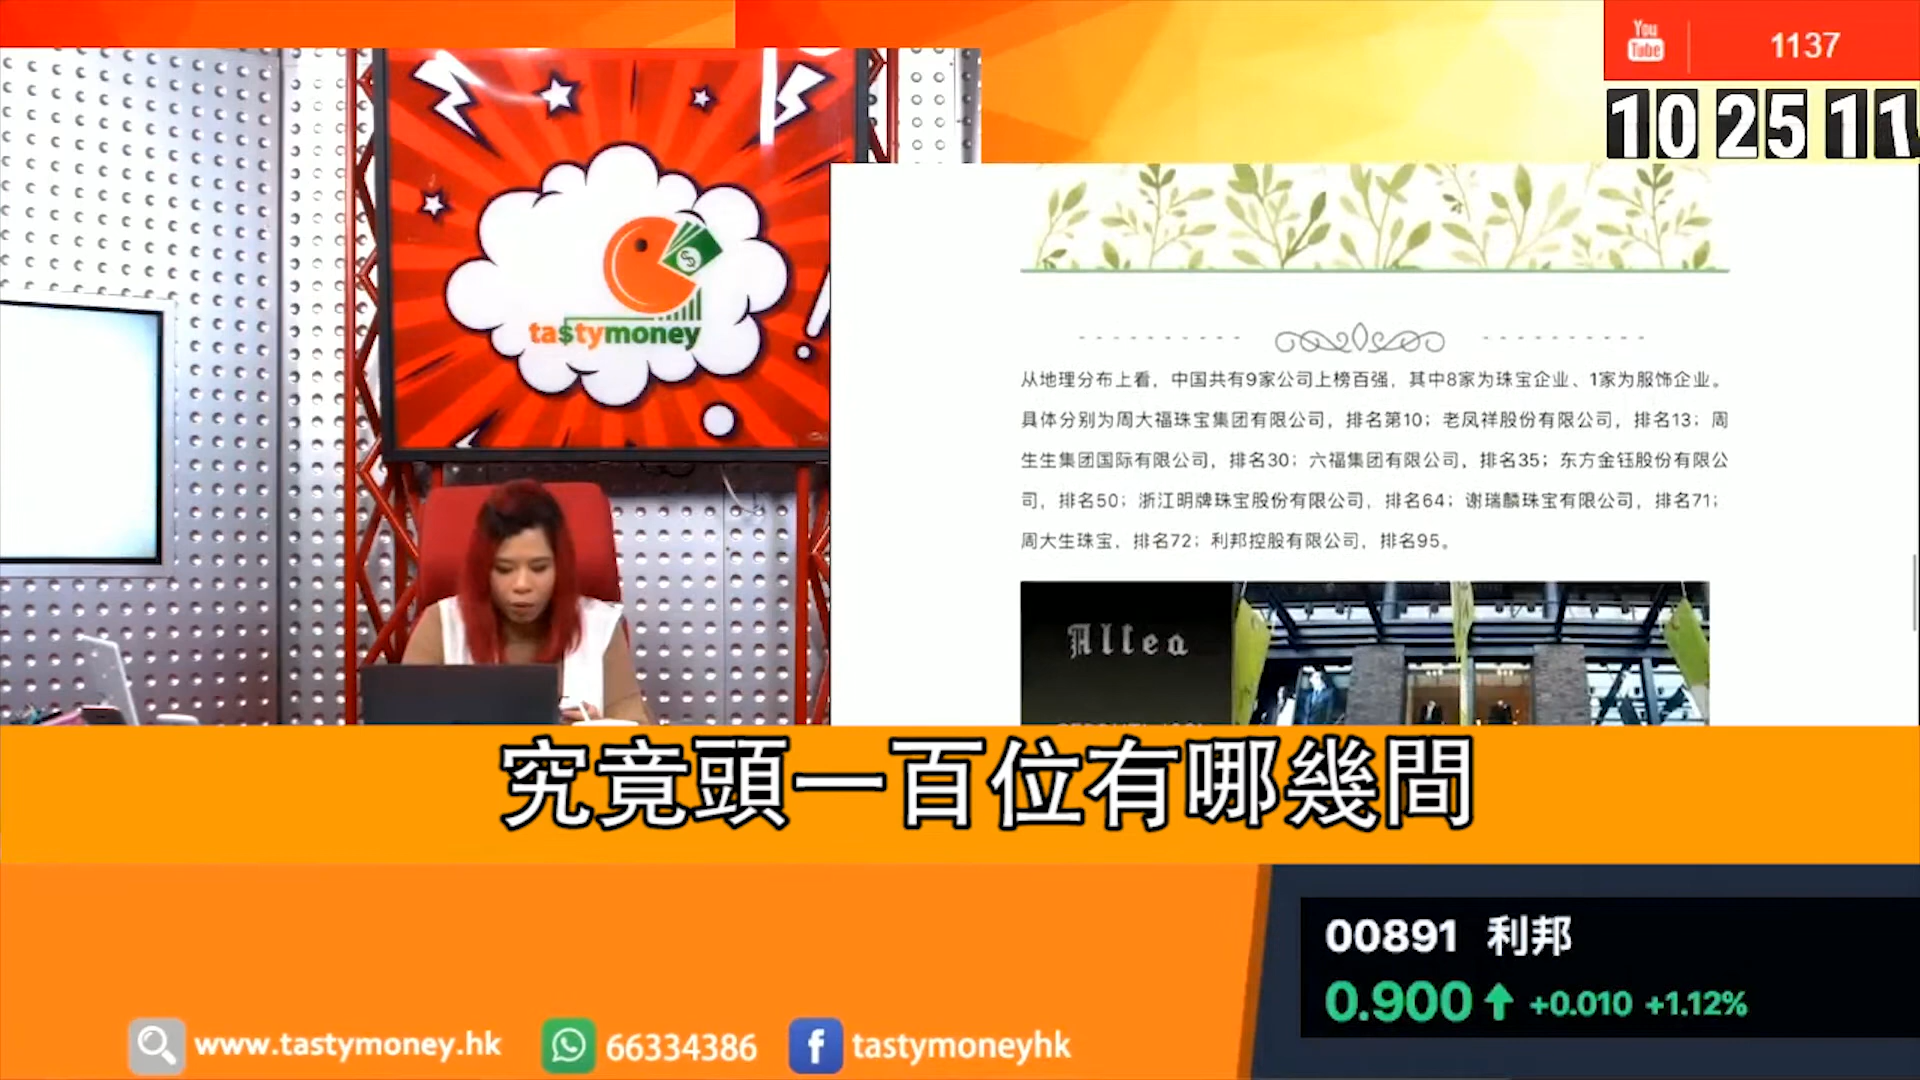 You
Tube
1137
10 25 11
ta$tymoney
从地理分布上看，中国共有9家公司上榜百强，其中8家为珠宝企业、1家为服饰企业。
具体分别为周大福珠宝集团有限公司，排名第10；老凤祥股份有限公司，排名13；周
生生集团国际有限公司，排名30；六福集团有限公司，排名35；东方金钰股份有限公
司，排名50；浙江明牌珠宝股份有限公司，排名64；谢瑞麟珠宝有限公司，排名71；
周大生珠宝，排名72；利邦控股有限公司，排名95。
Altea
究竟頭一百位有哪幾間
00891 利邦
0.900 +0.010 +1.12%
www.tastymoney.hk
66334386
f tastymoneyhk